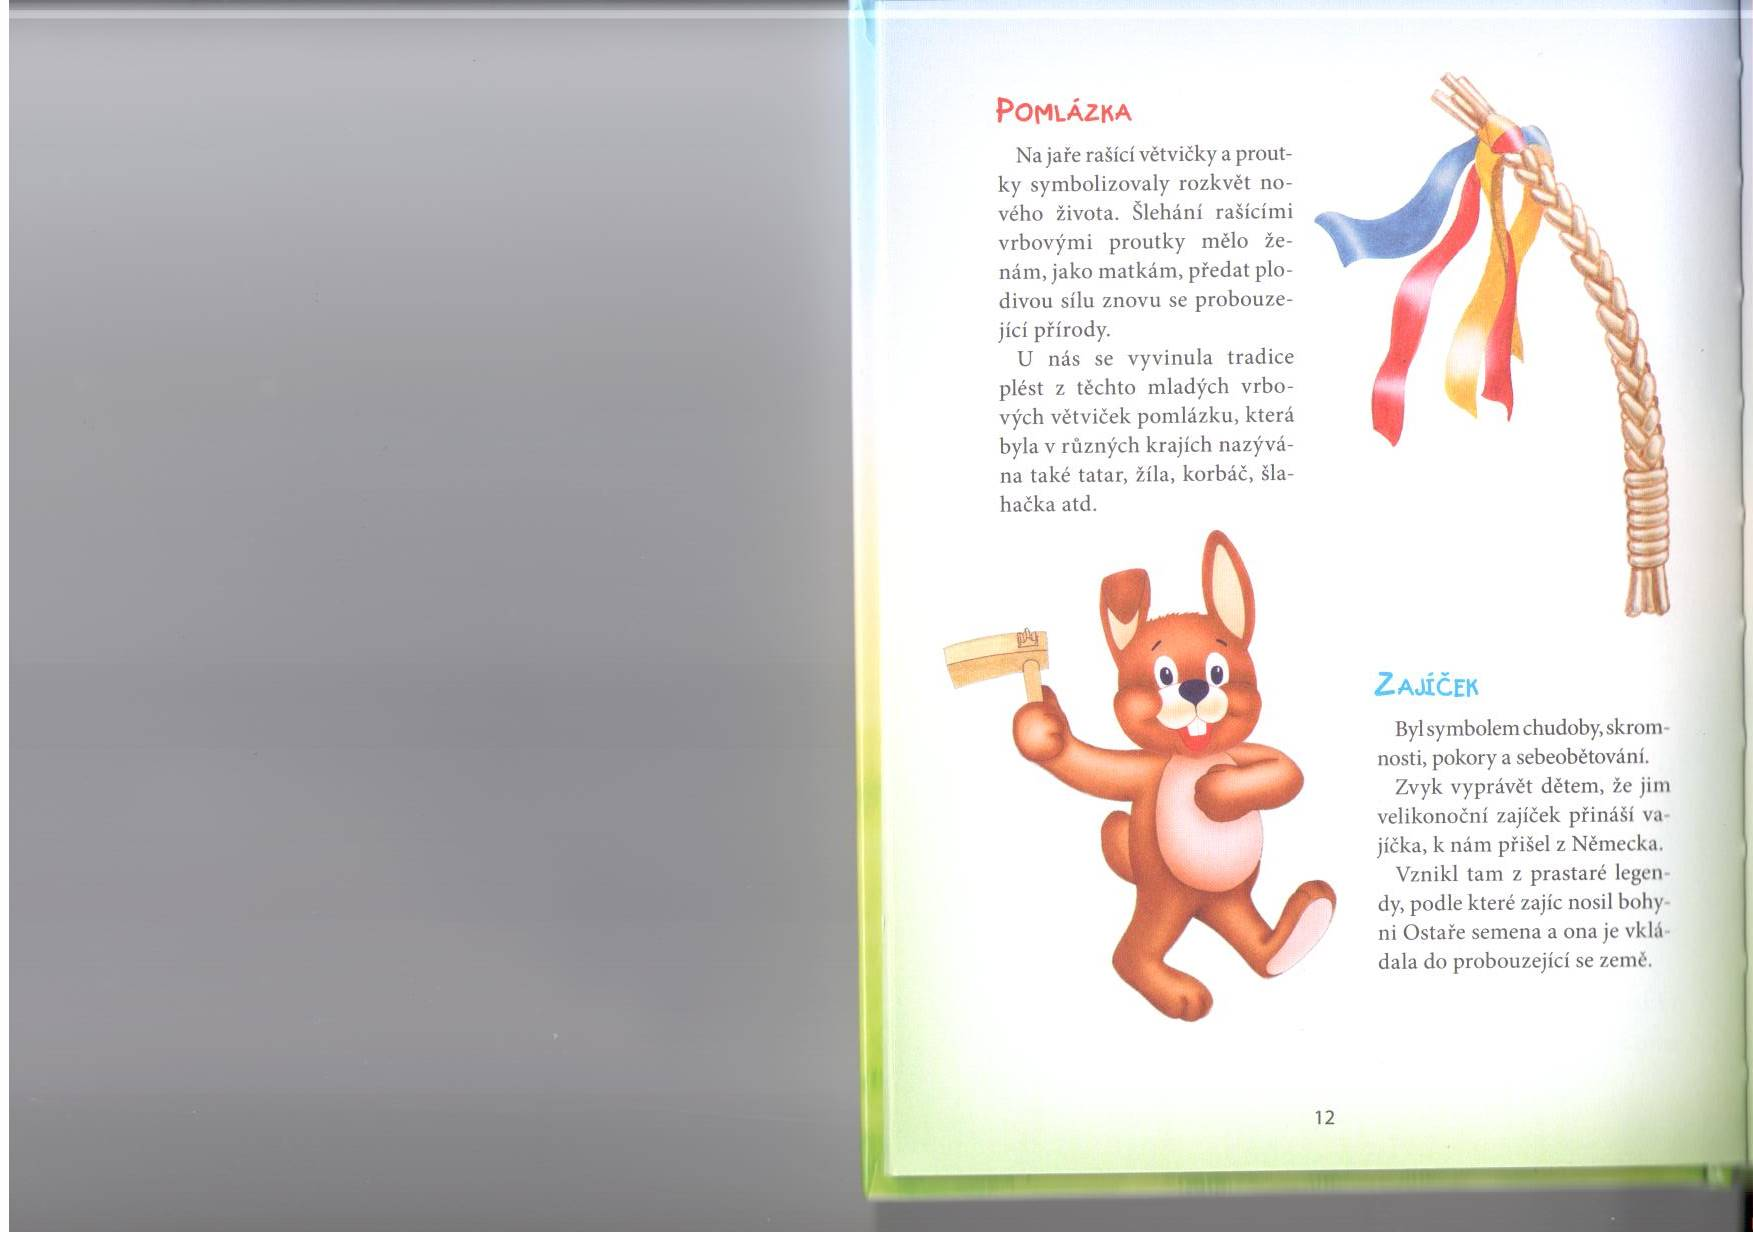 POMLÁZKA
Na jaře rašící větvičky a prout-
ky symbolizovaly rozkvět no-
vého života. Šlehání rašícími
vrbovými proutky mělo že-
nám, jako matkám, předat plo-
divou sílu znovu se probouze-
jící přírody.
U nás se vyvinula tradice
plést z těchto mladých vrbo-
vých větviček pomlázku, která
byla v různých krajích nazývá-
na také tatar, žíla, korbáč, šla-
hačka atd.
ZAJÍČEK
Byl symbolem chudoby, skrom-
nosti, pokory a sebeobětování.
Zvyk vyprávět dětem, že jim
velikonoční zajíček přináší va-
jíčka, k nám přišel z Německa.
Vznikl tam z prastaré legen-
dy, podle které zajíc nosil bohy-
ni Ostaře semena a ona je vklá-
dala do probouzející se země.
12